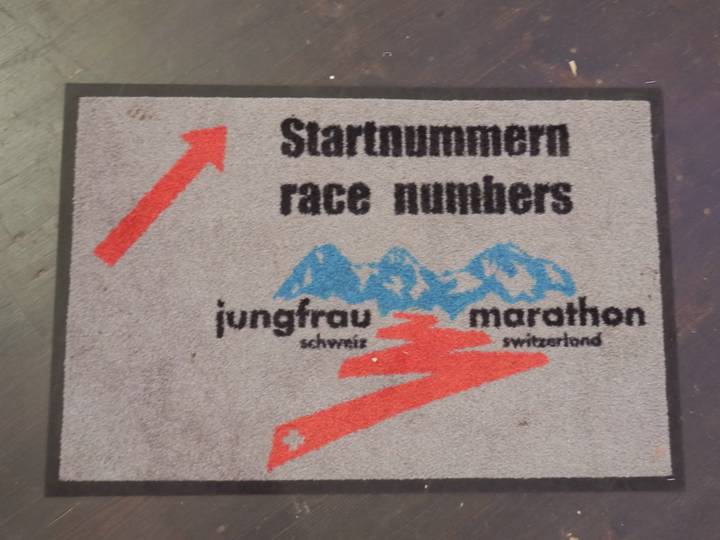 Startnummern
race numbers
jungfrau marathon
schweiz switzerland